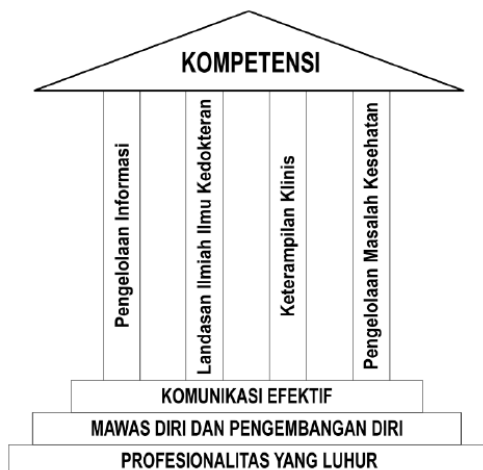 KOMPETENSI
Pengelolaan Informasi
Landasan Ilmiah Ilmu Kedokteran
Keterampilan Klinis
Pengelolaan Masalah Kesehatan
KOMUNIKASI EFEKTIF
MAWAS DIRI DAN PENGEMBANGAN DIRI
PROFESIONALITAS YANG LUHUR